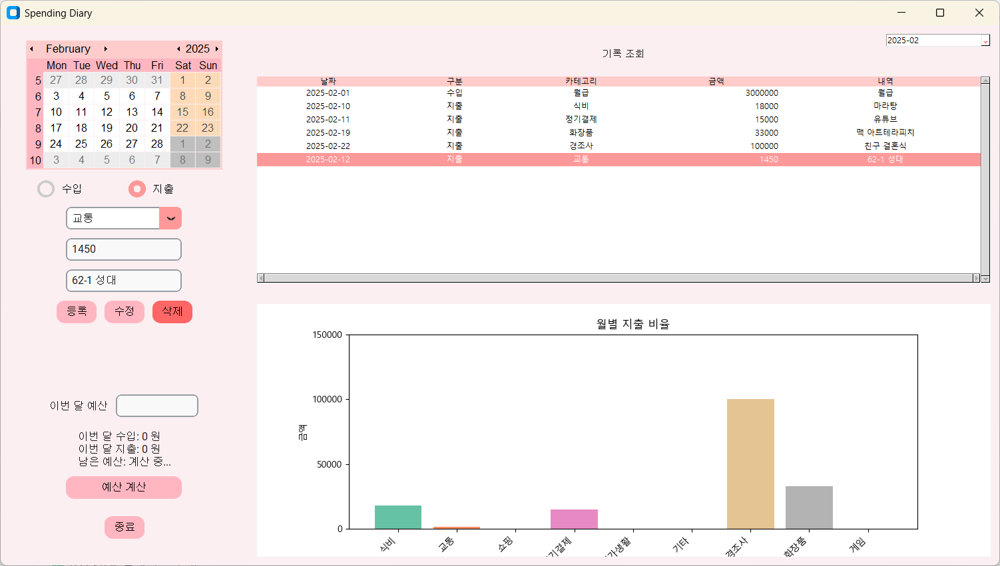 Spending Diary
February 2025
Mon Tue Wed Thu Fri Sat Sun
5 27 28 29 30 31 1 2
6 3 4 5 6 7 8 9
7 10 11 12 13 14 15 16
8 17 18 19 20 21 22 23
9 24 25 26 27 28 1 2
10 3 4 5 6 7 8 9
수입 지출
교통
1450
62-1 성대
등록 수정 삭제
이번 달 예산
이번 달 수입: 0 원
이번 달 지출: 0 원
남은 예산: 계산 중...
예산 계산
종료
2025-02
기록 조회
날짜 구분 카테고리 금액 내역
2025-02-01 수입 월급 3000000 월급
2025-02-10 지출 식비 18000 마라탕
2025-02-11 지출 정기결제 15000 유튜브
2025-02-19 지출 화장품 33000 맥 아트테라피치
2025-02-22 지출 경조사 100000 친구 결혼식
2025-02-12 지출 교통 1450 62-1 성대
월별 지출 비율
150000
100000
50000
0
금액
식비 교통 쇼핑 기결제 가생활 기타 경조사 화장품 게임